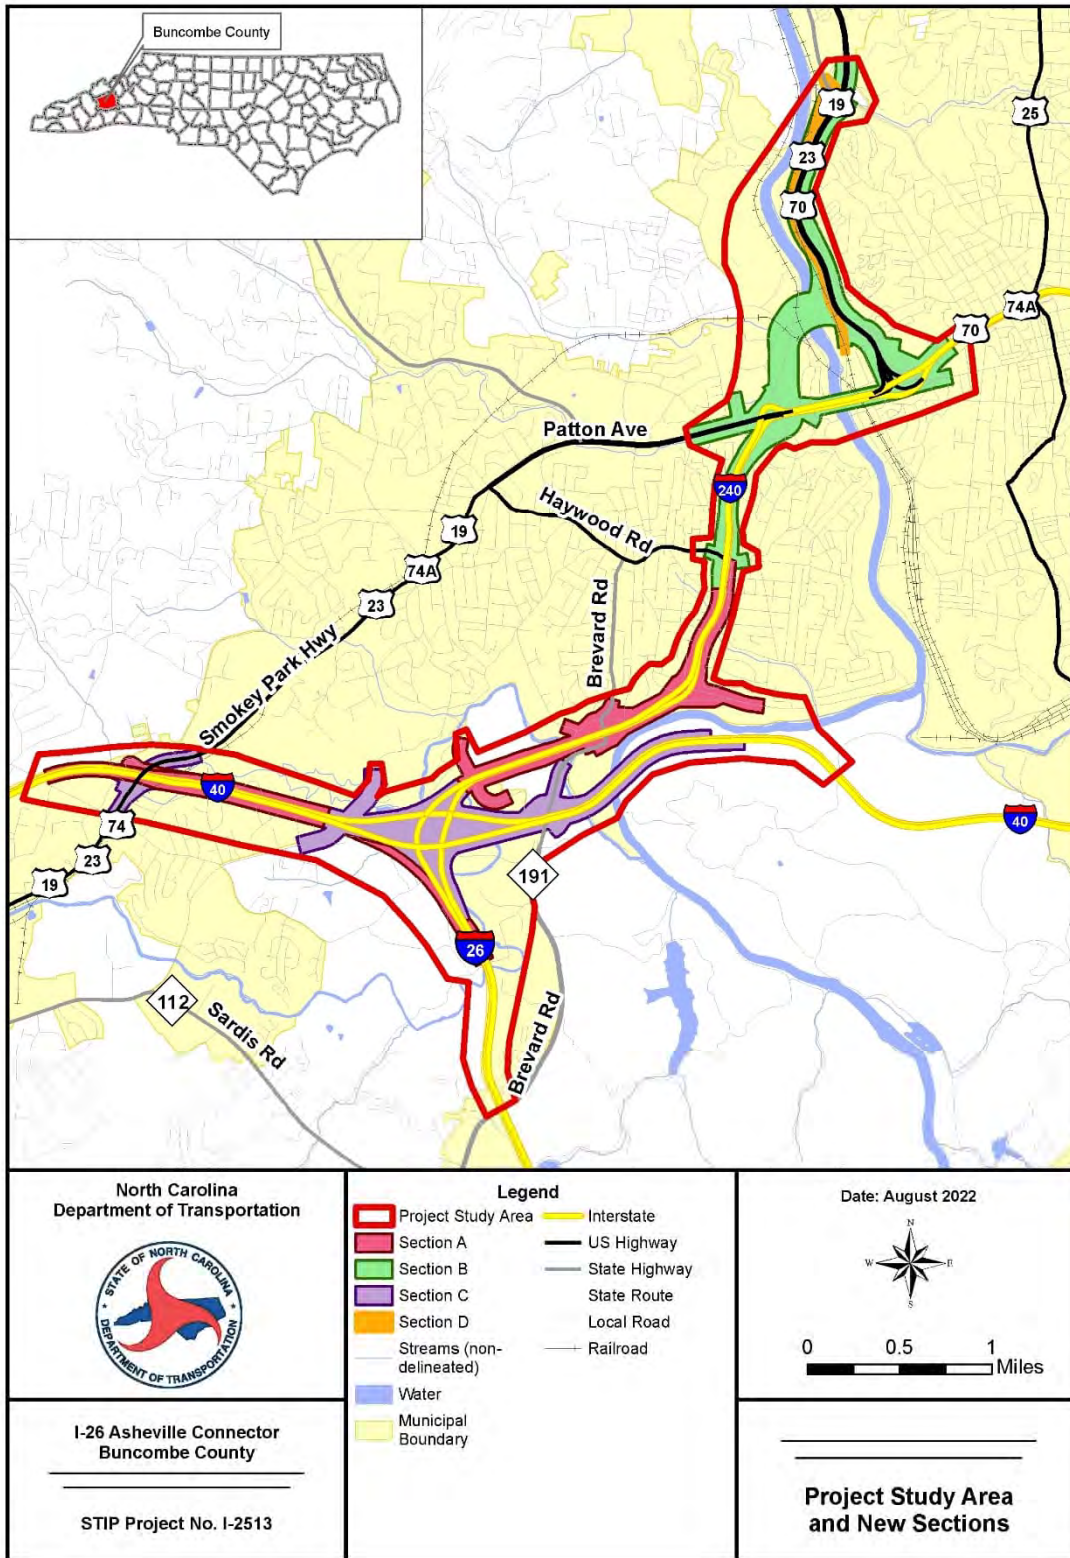 Buncombe County
19
23
70
25
74A
70
Patton Ave
240
Haywood Rd
19
74A
23
Brevard Rd
Smokey Park Hwy
40
74
23
19
40
191
26
112
Sardis Rd
Brevard Rd
North Carolina
Department of Transportation
STATE OF NORTH CAROLINA
DEPARTMENT OF TRANSPORTATION
I-26 Asheville Connector
Buncombe County
STIP Project No. I-2513
Legend
Project Study Area
Section A
Section B
Section C
Section D
Streams (non-
delineated)
Water
Municipal
Boundary
Interstate
US Highway
State Highway
State Route
Local Road
Railroad
Date: August 2022
N
W E
S
0 0.5 1
Miles
Project Study Area
and New Sections